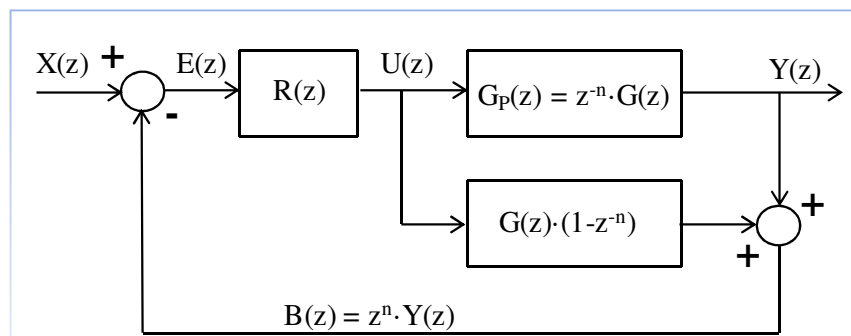 X(z)
+
E(z)
R(z)
U(z)
G_P(z) = z^{-n}·G(z)
Y(z)
-
G(z)·(1-z^{-n})
+
+
B(z) = z^n·Y(z)